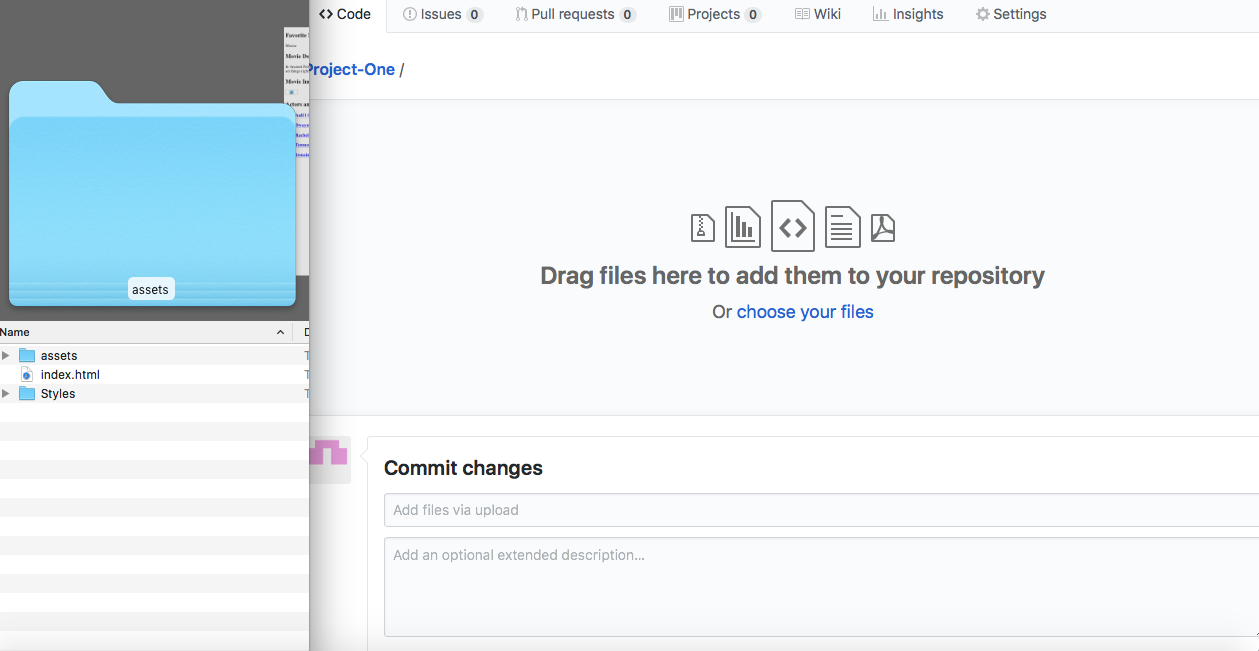 Code Issues 0 Pull requests 0 Projects 0 Wiki Insights Settings
Project-One /
assets
Name
assets
index.html
Styles
Drag files here to add them to your repository
Or choose your files
Commit changes
Add files via upload
Add an optional extended description...